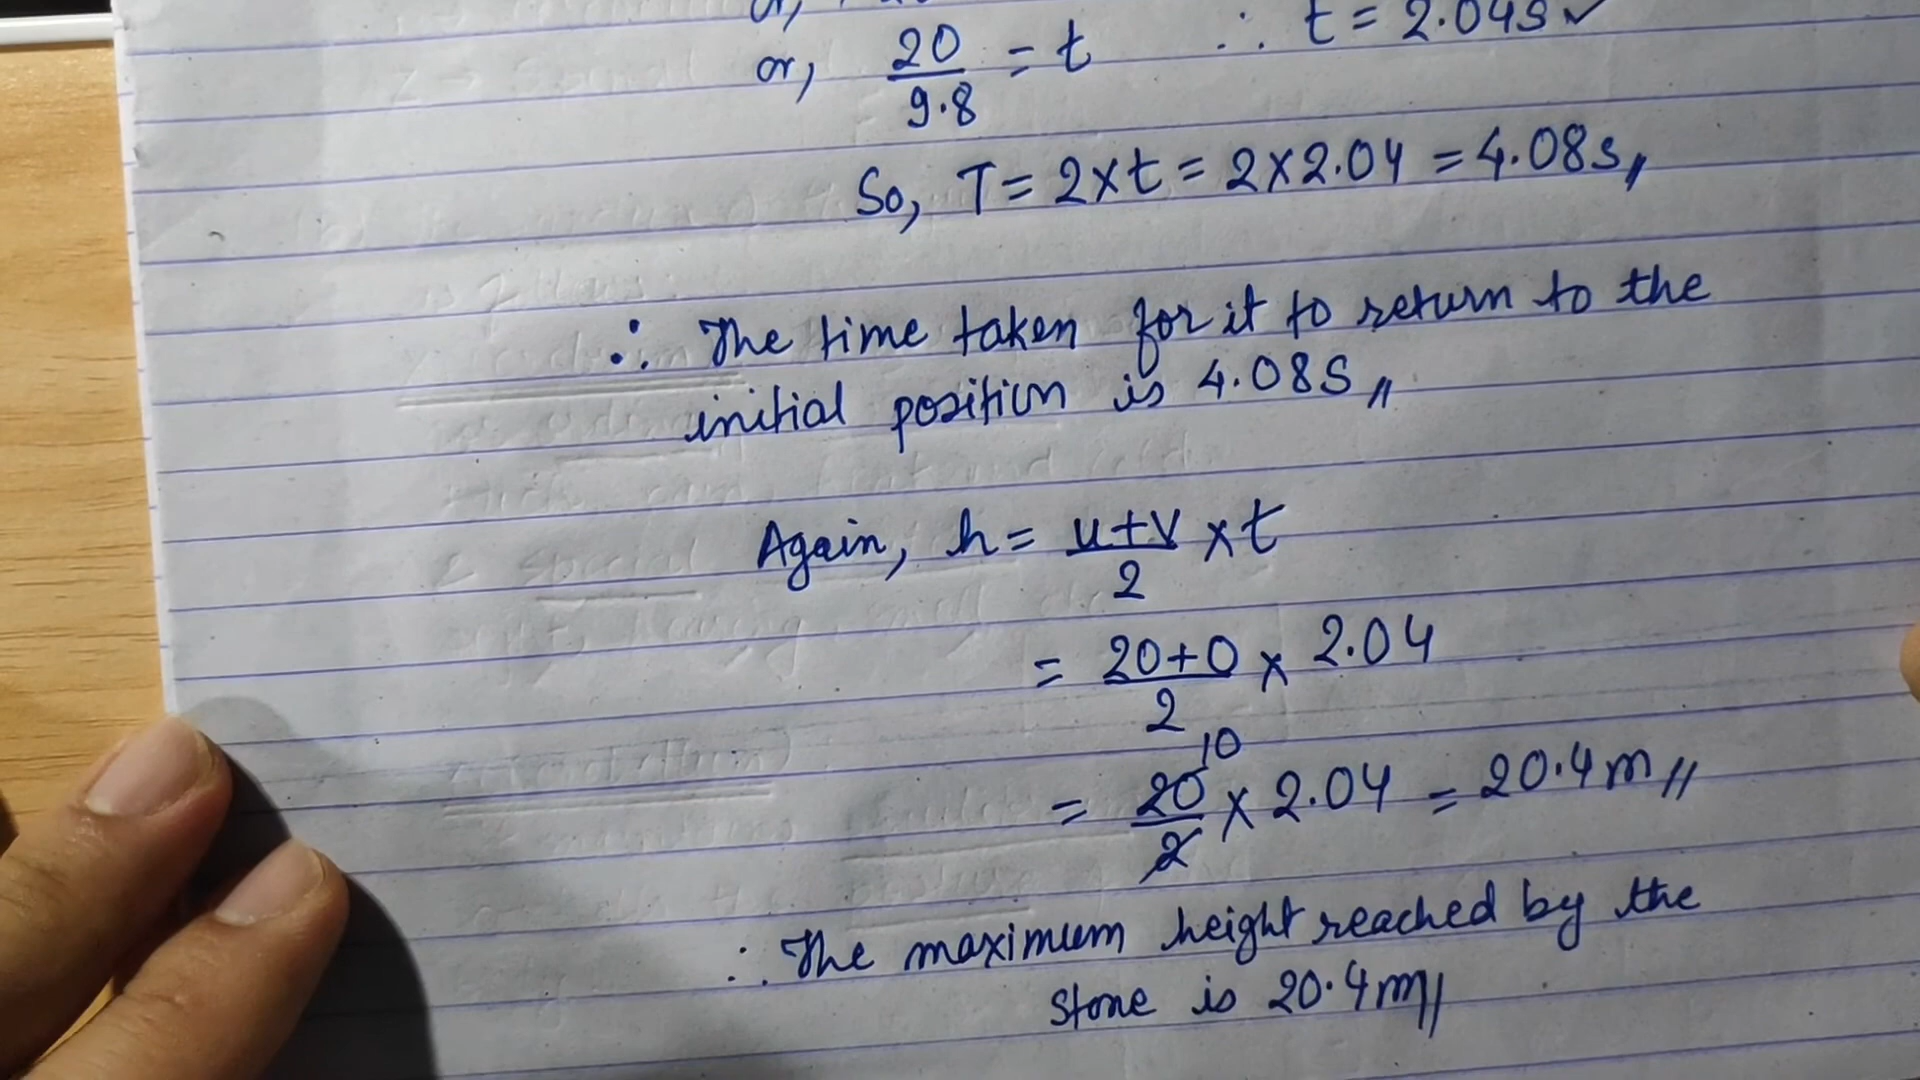 or,
or, 20/9.8 = t ∴ t = 2.04s ✓
So, T = 2×t = 2×2.04 = 4.08s,,
∴ The time taken for it to return to the
initial position is 4.08S,,
Again, h = u+v/2 × t
= 20+0/2 × 2.04
10
= 20/2 × 2.04 = 20.4m,,
∴ The maximum height reached by the
stone is 20.4m,,